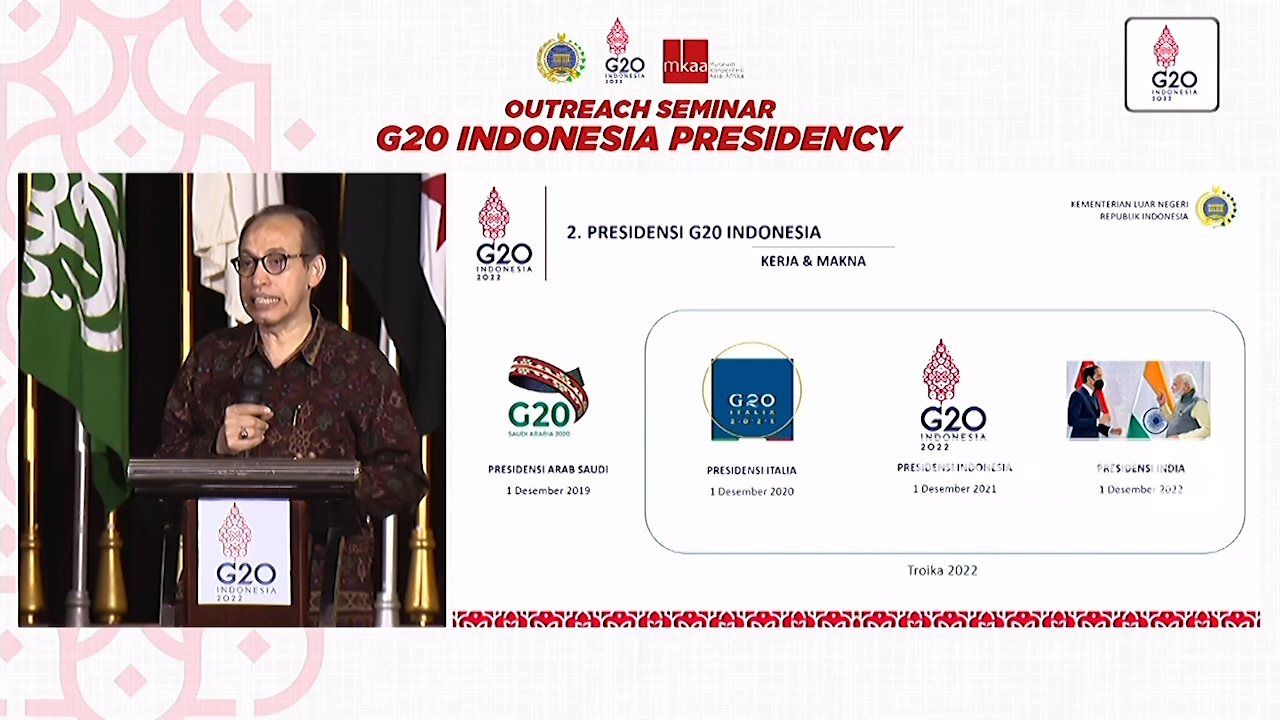 G20
INDONESIA
2022
mkaa
G20
INDONESIA
2022
OUTREACH SEMINAR
G20 INDONESIA PRESIDENCY
G20
INDONESIA
2022
2. PRESIDENSI G20 INDONESIA
KERJA & MAKNA
KEMENTERIAN LUAR NEGERI
REPUBLIK INDONESIA
G20
SAUDI ARABIA 2020
PRESIDENSI ARAB SAUDI
1 Desember 2019
G20
ITALIA
2021
PRESIDENSI ITALIA
1 Desember 2020
G20
INDONESIA
2022
PRESIDENSI INDONESIA
1 Desember 2021
PRESIDENSI INDIA
1 Desember 2022
Troika 2022
G20
INDONESIA
2022